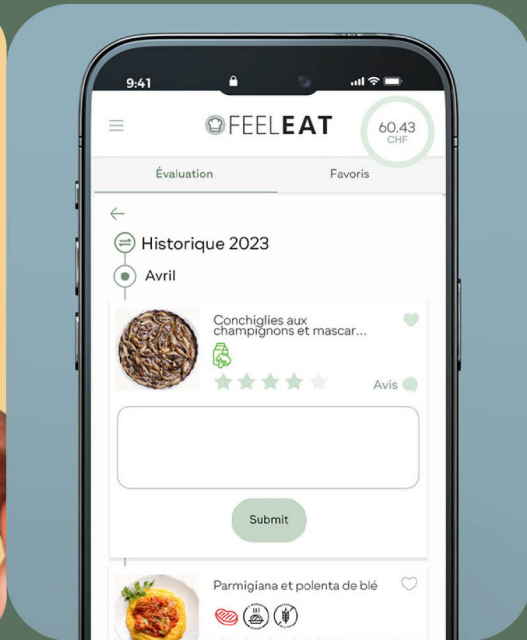 9:41
FEELEAT
60.43
CHF
Évaluation
Favoris
Historique 2023
Avril
Conchiglies aux
champignons et mascar...
Avis
Submit
Parmigiana et polenta de blé